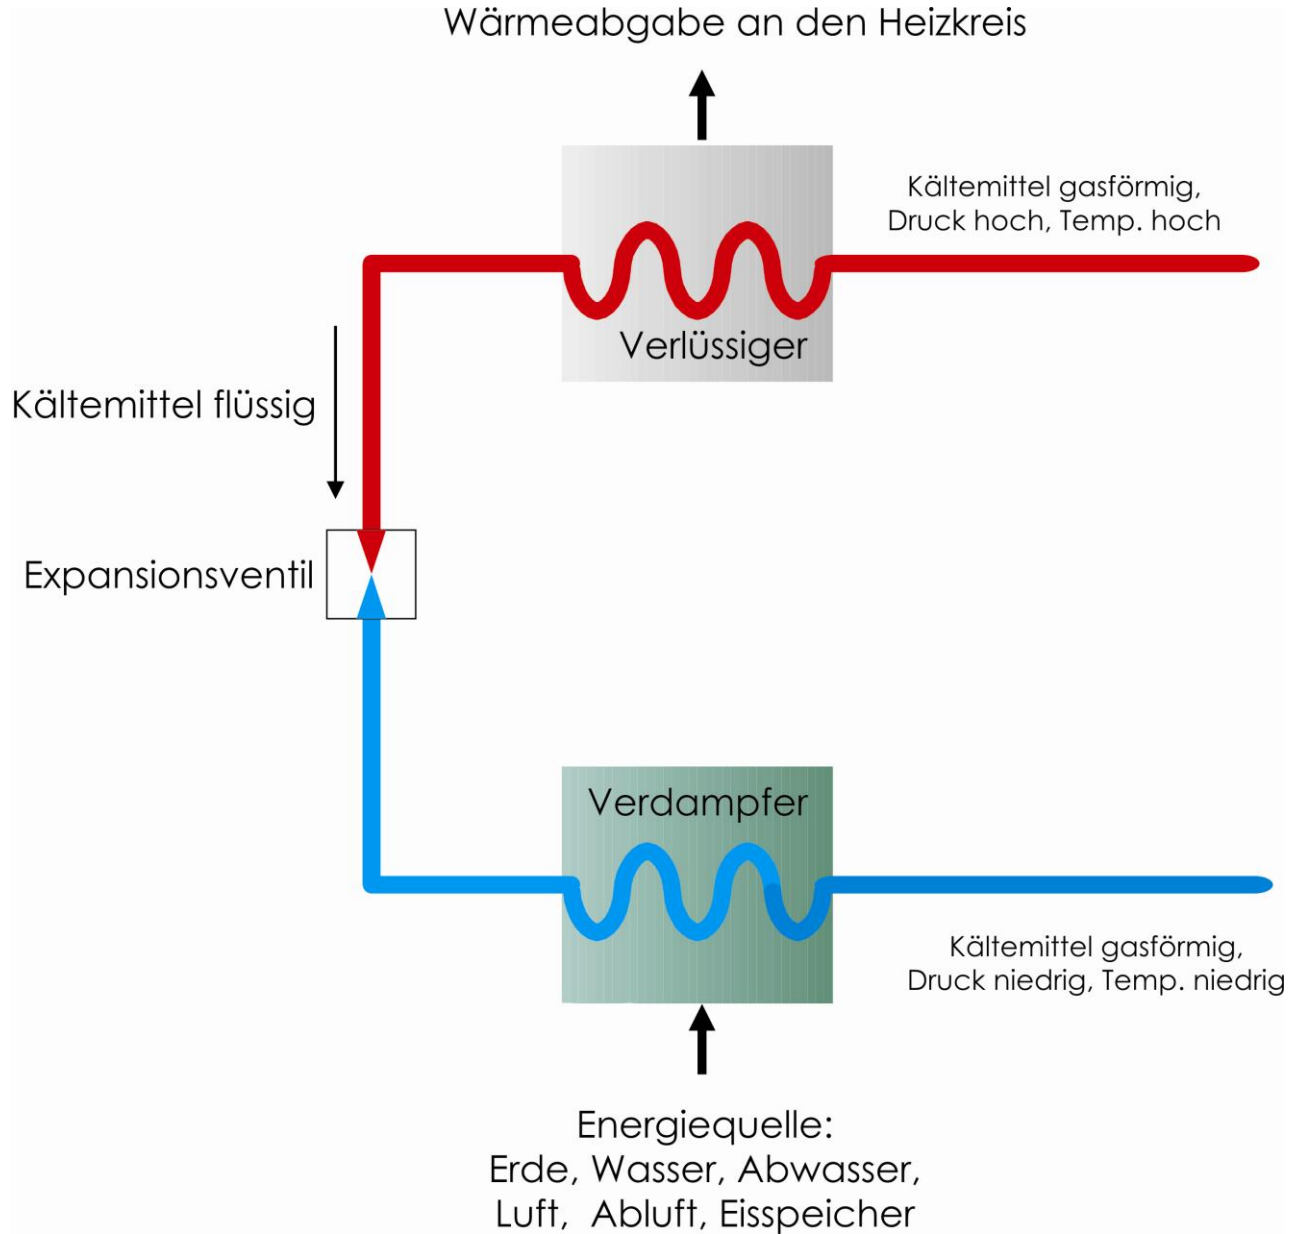 Wärmeabgabe an den Heizkreis
Kältemittel gasförmig,
Druck hoch, Temp. hoch
Verlüssiger
Kältemittel flüssig
Expansionsventil
Verdampfer
Kältemittel gasförmig,
Druck niedrig, Temp. niedrig
Energiequelle:
Erde, Wasser, Abwasser,
Luft, Abluft, Eisspeicher